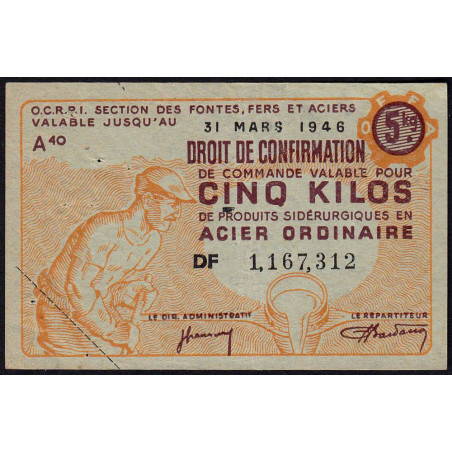 O.C.R.P.I. SECTION DES FONTES, FERS ET ACIERS
VALABLE JUSQU'AU
31 MARS 1946
5 kg
A 40
DROIT DE CONFIRMATION
DE COMMANDE VALABLE POUR
CINQ KILOS
DE PRODUITS SIDÉRURGIQUES EN
ACIER ORDINAIRE
DF 1,167,312
LE DIR. ADMINISTRATIF
LE RÉPARTITEUR